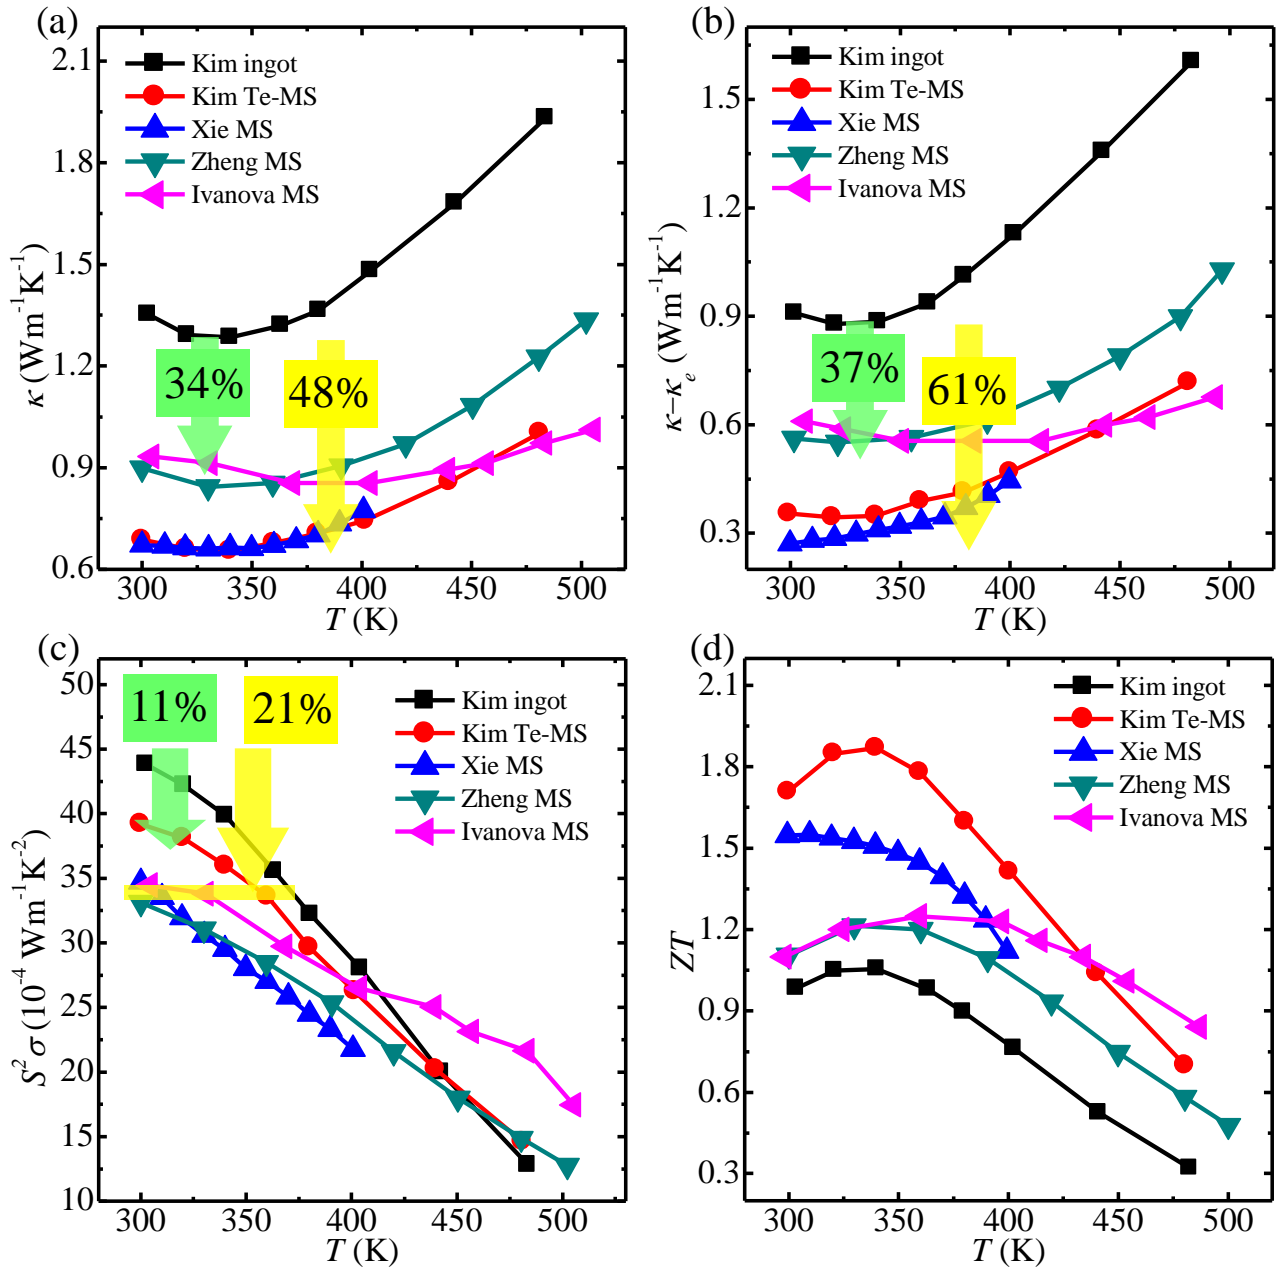 (a)
Kim ingot
Kim Te-MS
Xie MS
Zheng MS
Ivanova MS
34%
48%
2.1
1.8
1.5
1.2
0.9
0.6
κ (Wm⁻¹K⁻¹)
300 350 400 450 500
T (K)
(b)
Kim ingot
Kim Te-MS
Xie MS
Zheng MS
Ivanova MS
37%
61%
1.5
1.2
0.9
0.6
0.3
κ−κₑ (Wm⁻¹K⁻¹)
300 350 400 450 500
T (K)
(c)
11%
21%
Kim ingot
Kim Te-MS
Xie MS
Zheng MS
Ivanova MS
50
45
40
35
30
25
20
15
10
S² σ (10⁻⁴ Wm⁻¹K⁻²)
300 350 400 450 500
T (K)
(d)
Kim ingot
Kim Te-MS
Xie MS
Zheng MS
Ivanova MS
2.1
1.8
1.5
1.2
0.9
0.6
0.3
ZT
300 350 400 450 500
T (K)